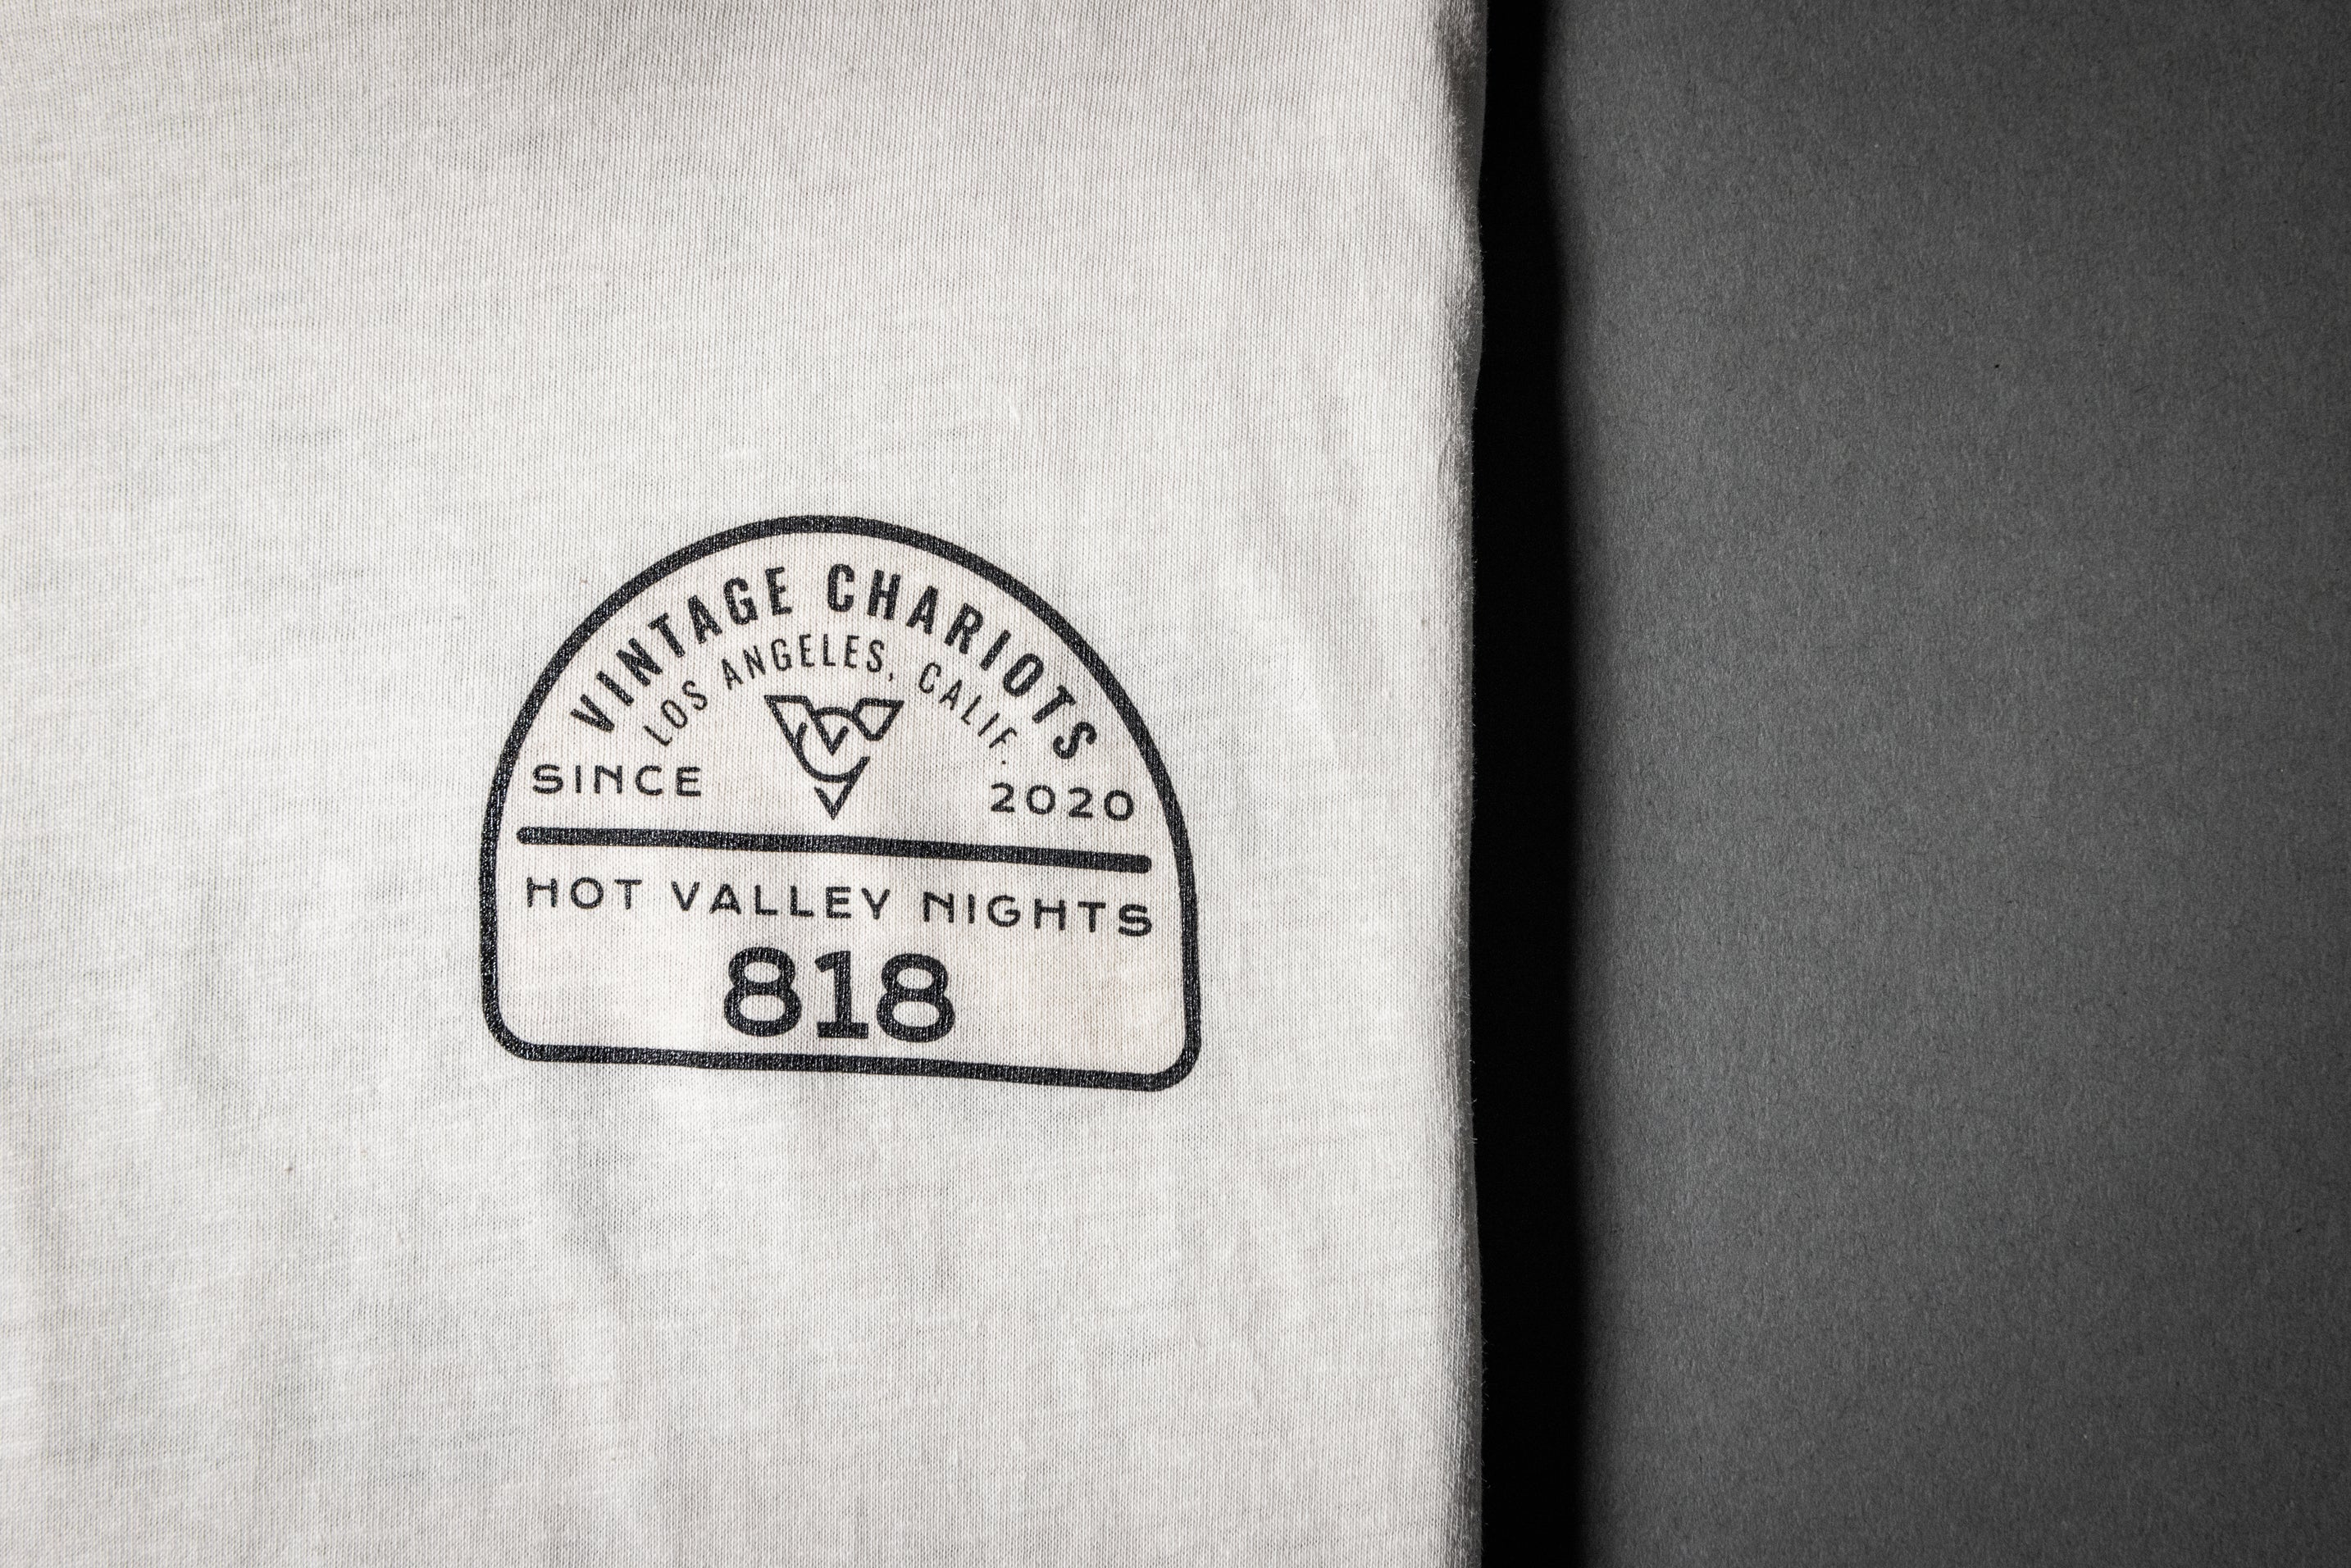 VINTAGE CHARIOTS
LOS ANGELES, CALIF.
SINCE 2020
HOT VALLEY NIGHTS
818